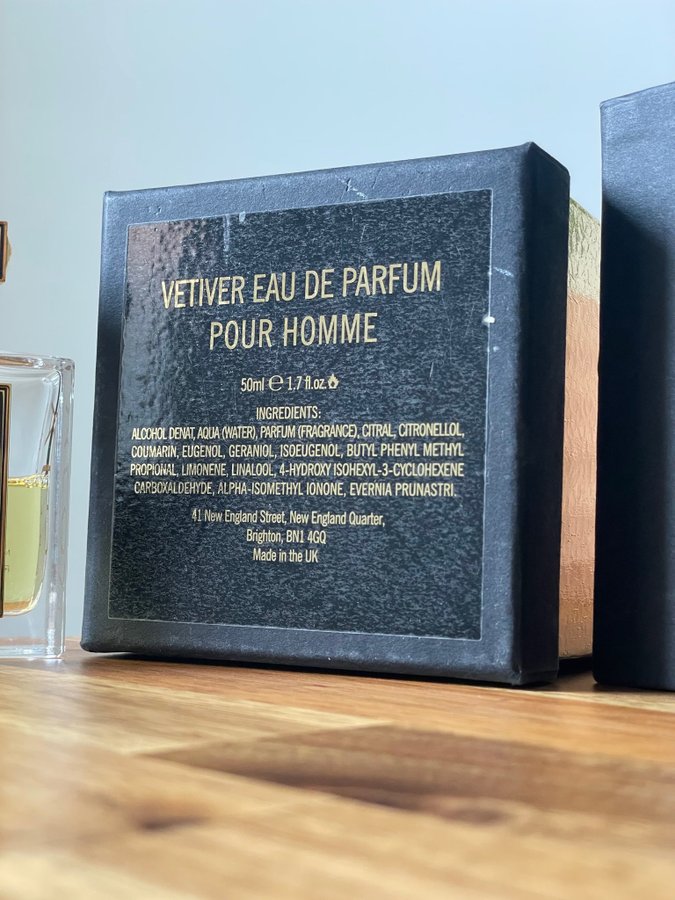 VETIVER EAU DE PARFUM
POUR HOMME
50ml ℮ 1.7 fl.oz.
INGREDIENTS:
ALCOHOL DENAT, AQUA (WATER), PARFUM (FRAGRANCE), CITRAL, CITRONELLOL,
COUMARIN, EUGENOL, GERANIOL, ISOEUGENOL, BUTYL PHENYL METHYL
PROPIONAL, LIMONENE, LINALOOL, 4-HYDROXY ISOHEXYL-3-CYCLOHEXENE
CARBOXALDEHYDE, ALPHA-ISOMETHYL IONONE, EVERNIA PRUNASTRI.
41 New England Street, New England Quarter,
Brighton, BN1 4GQ
Made in the UK